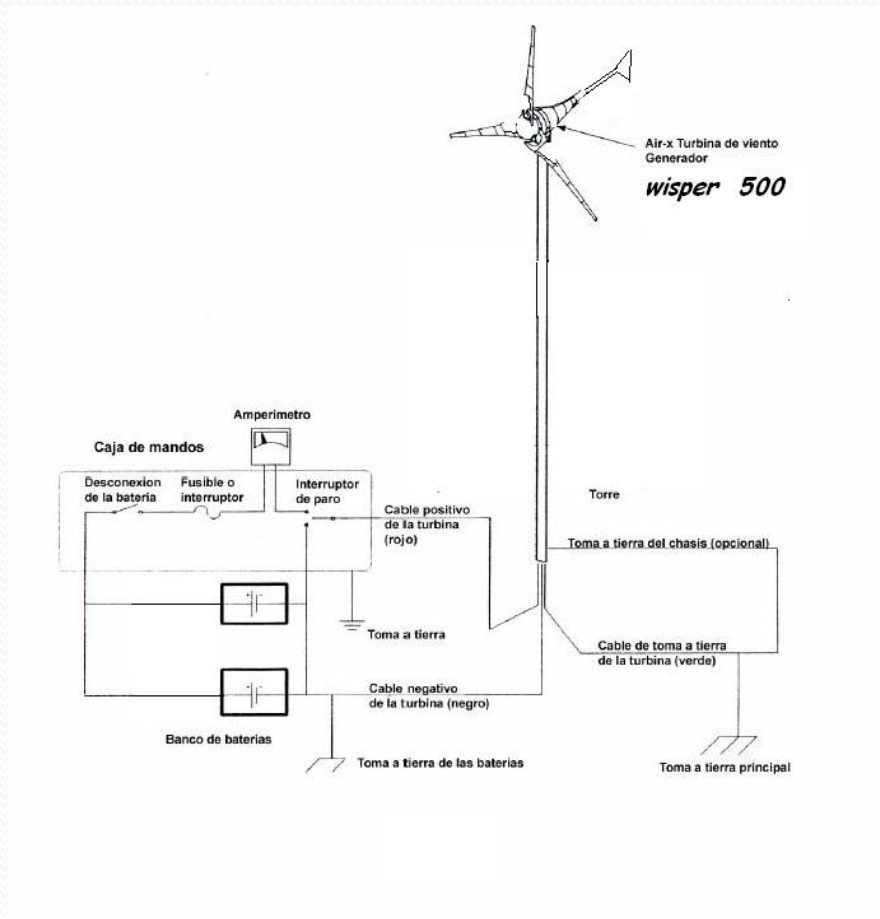 Air-x Turbina de viento
Generador
wisper 500
Amperimetro
Caja de mandos
Desconexion
de la bateria
Fusible o
interruptor
Interruptor
de paro
Cable positivo
de la turbina
(rojo)
Torre
Toma a tierra del chasis (opcional)
Toma a tierra
Cable de toma a tierra
de la turbina (verde)
Cable negativo
de la turbina (negro)
Banco de baterias
Toma a tierra de las baterias
Toma a tierra principal